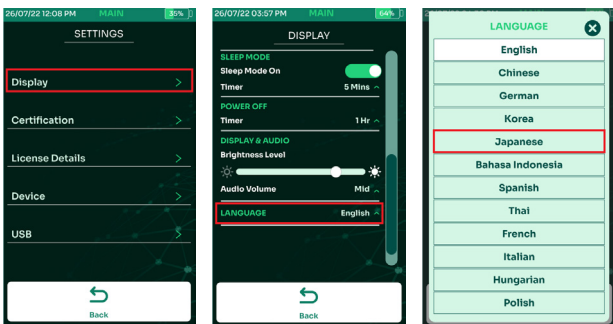 26/07/22 12:08 PM MAIN 35%
SETTINGS
Display
Certification
License Details
Device
USB
Back
26/07/22 03:57 PM MAIN 64%
DISPLAY
SLEEP MODE
Sleep Mode On
Timer 5 Mins
POWER OFF
Timer 1 Hr
DISPLAY & AUDIO
Brightness Level
Audio Volume Mid
LANGUAGE English
Back
LANGUAGE
English
Chinese
German
Korea
Japanese
Bahasa Indonesia
Spanish
Thai
French
Italian
Hungarian
Polish